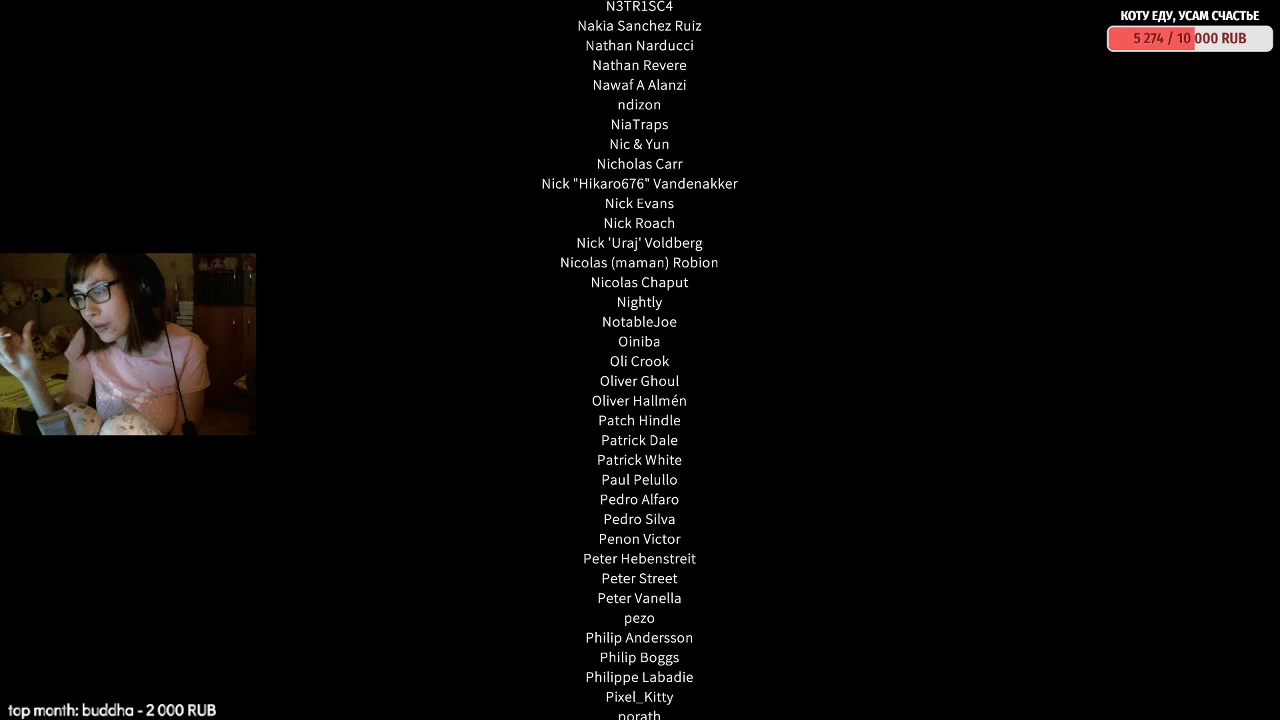 N3TR1SC4
Nakia Sanchez Ruiz
Nathan Narducci
Nathan Revere
Nawaf A Alanzi
ndizon
NiaTraps
Nic & Yun
Nicholas Carr
Nick "Hikaro676" Vandenakker
Nick Evans
Nick Roach
Nick 'Uraj' Voldberg
Nicolas (maman) Robion
Nicolas Chaput
Nightly
NotableJoe
Oiniba
Oli Crook
Oliver Ghoul
Oliver Hallmén
Patch Hindle
Patrick Dale
Patrick White
Paul Pelullo
Pedro Alfaro
Pedro Silva
Penon Victor
Peter Hebenstreit
Peter Street
Peter Vanella
pezo
Philip Andersson
Philip Boggs
Philippe Labadie
Pixel_Kitty
КОТУ ЕДУ, УСАМ СЧАСТЬЕ
5 274 / 10 000 RUB
top month: buddha - 2 000 RUB